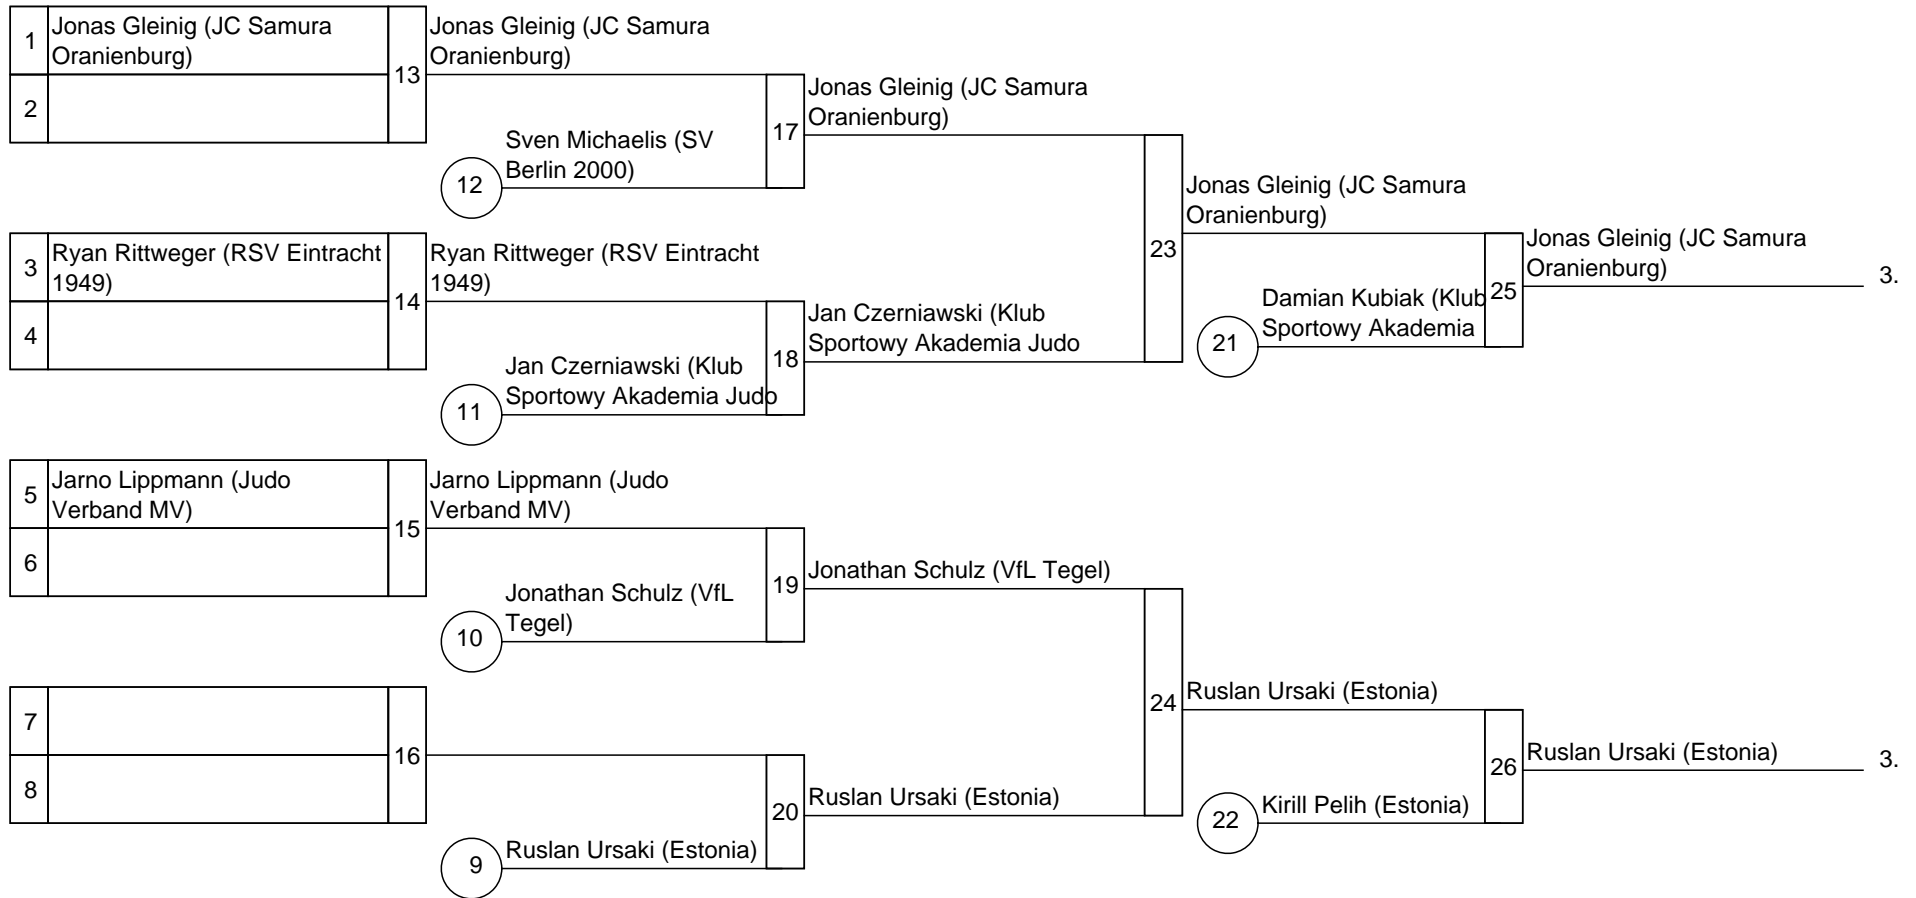 1
Jonas Gleinig (JC Samura
Oranienburg)
2
13
Jonas Gleinig (JC Samura
Oranienburg)
12
Sven Michaelis (SV
Berlin 2000)
17
Jonas Gleinig (JC Samura
Oranienburg)
3
Ryan Rittweger (RSV Eintracht
1949)
4
14
Ryan Rittweger (RSV Eintracht
1949)
11
Jan Czerniawski (Klub
Sportowy Akademia Judo
18
Jan Czerniawski (Klub
Sportowy Akademia Judo
23
Jonas Gleinig (JC Samura
Oranienburg)
21
Damian Kubiak (Klub
Sportowy Akademia
25
Jonas Gleinig (JC Samura
Oranienburg)
3.
5
Jarno Lippmann (Judo
Verband MV)
6
15
Jarno Lippmann (Judo
Verband MV)
10
Jonathan Schulz (VfL
Tegel)
19
Jonathan Schulz (VfL Tegel)
7
8
16
9
Ruslan Ursaki (Estonia)
20
Ruslan Ursaki (Estonia)
24
Ruslan Ursaki (Estonia)
22
Kirill Pelih (Estonia)
26
Ruslan Ursaki (Estonia)
3.